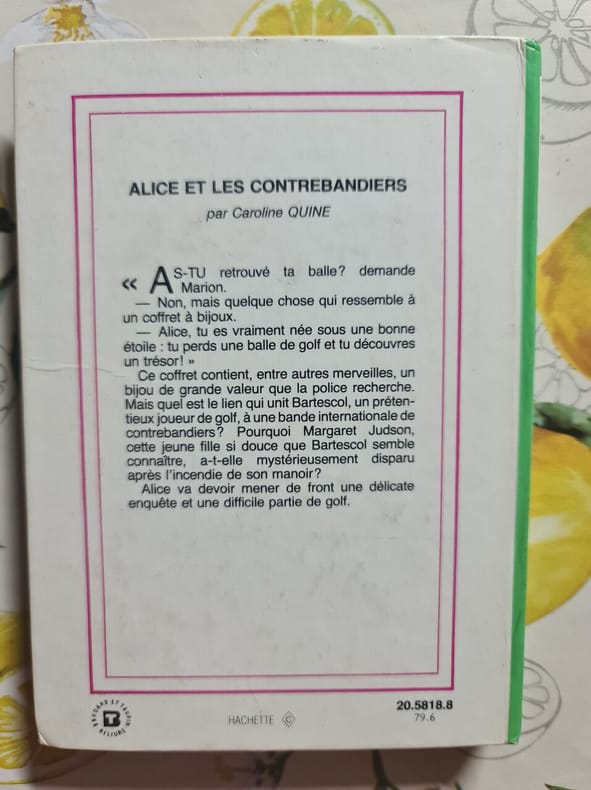 ALICE ET LES CONTREBANDIERS
par Caroline QUINE
« AS-TU retrouvé ta balle? demande
Marion.
— Non, mais quelque chose qui ressemble à
un coffret à bijoux.
— Alice, tu es vraiment née sous une bonne
étoile : tu perds une balle de golf et tu découvres
un trésor! »
Ce coffret contient, entre autres merveilles, un
bijou de grande valeur que la police recherche.
Mais quel est le lien qui unit Bartescol, un préten-
tieux joueur de golf, à une bande internationale de
contrebandiers? Pourquoi Margaret Judson,
cette jeune fille si douce que Bartescol semble
connaître, a-t-elle mystérieusement disparu
après l'incendie de son manoir?
Alice va devoir mener de front une délicate
enquête et une difficile partie de golf.
BRODARD ET TAUPIN
BT
RELIURE
HACHETTE C
20.5818.8
79.6